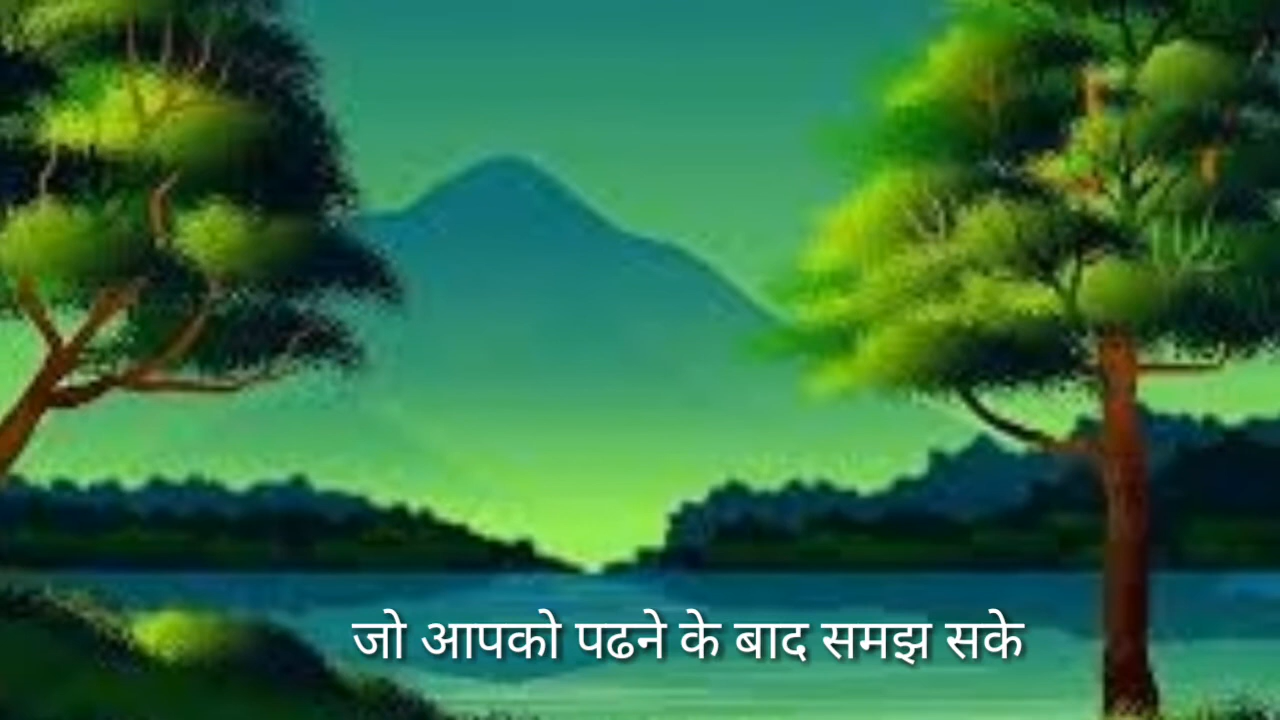 जो आपको पढने के बाद समझ सके